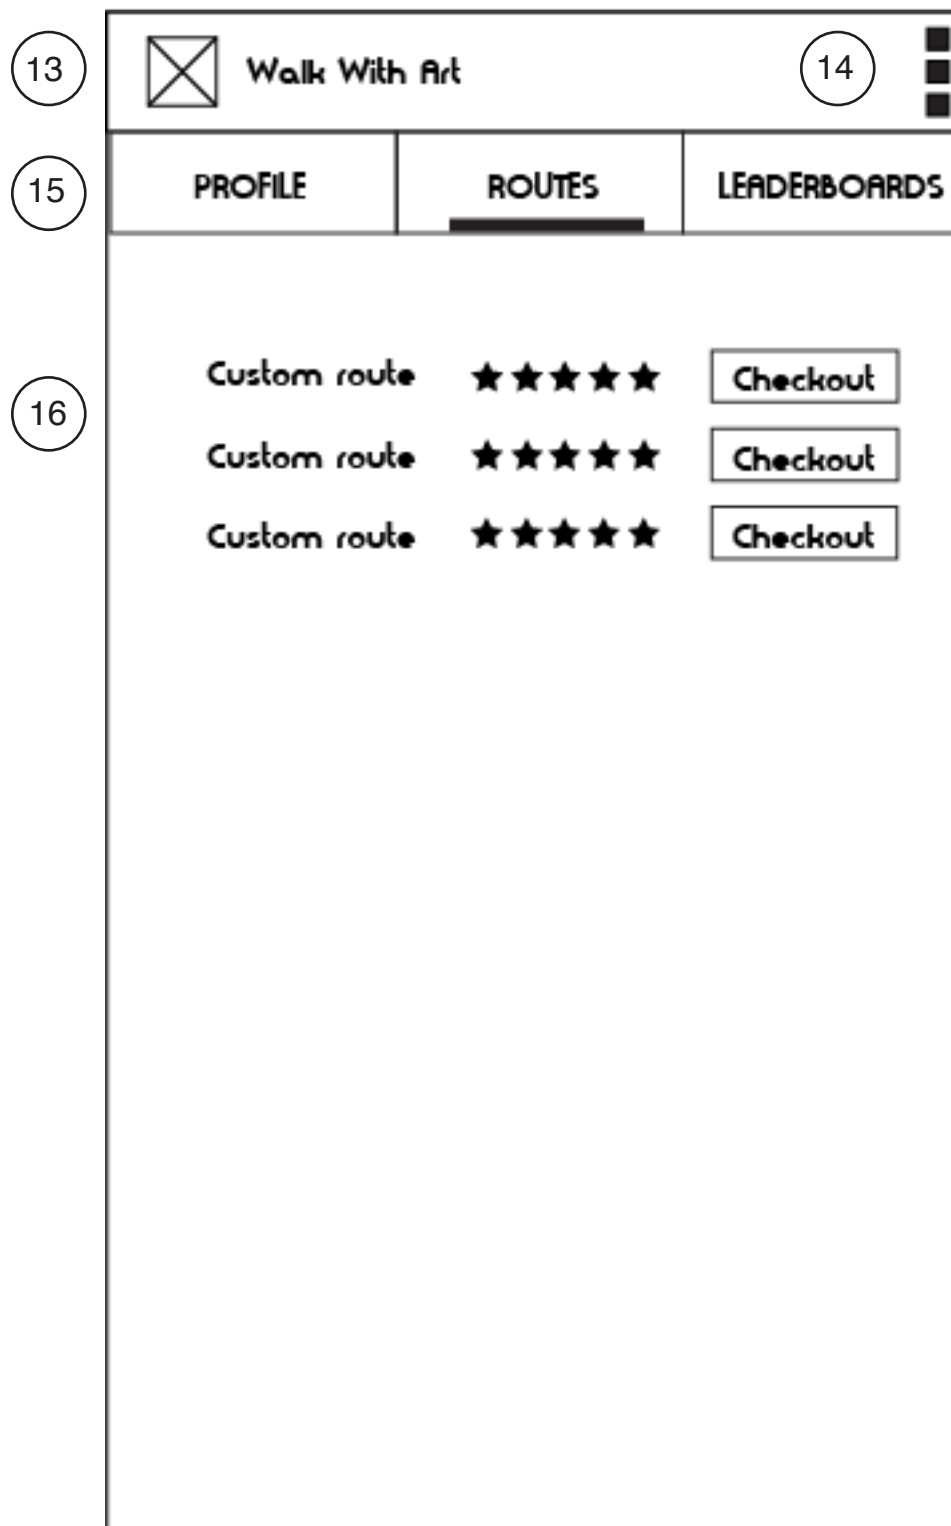 13 Walk With Art 14
15 PROFILE ROUTES LEADERBOARDS
Custom route Checkout
16
Custom route Checkout
Custom route Checkout